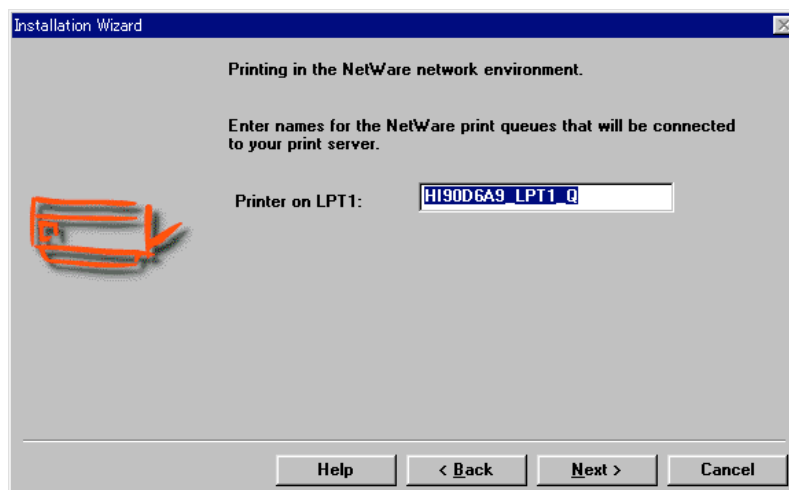 Installation Wizard
Printing in the NetWare network environment.
Enter names for the NetWare print queues that will be connected
to your print server.
Printer on LPT1: HI90D6A9_LPT1_Q
Help < Back Next > Cancel